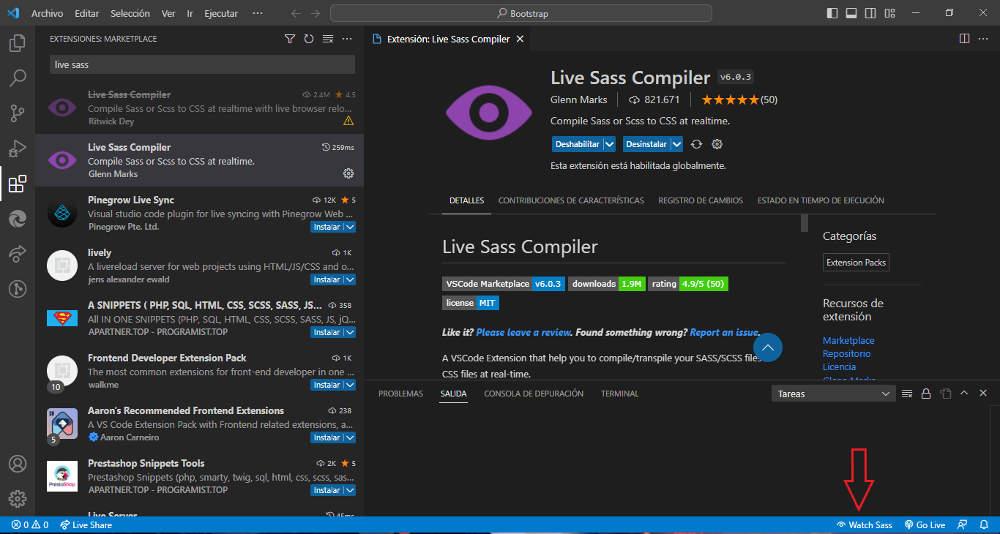 Archivo Editar Selección Ver Ir Ejecutar ··· Bootstrap
EXTENSIONES: MARKETPLACE
live sass
Live Sass Compiler 2.4M 4.5
Compile Sass or Scss to CSS at realtime with live browser relo...
Ritwick Dey
Live Sass Compiler 259ms
Compile Sass or Scss to CSS at realtime.
Glenn Marks
Pinegrow Live Sync 12K 5
Visual studio code plugin for live syncing with Pinegrow Web ...
Pinegrow Pte. Ltd. Instalar
lively 1K
A livereload server for web projects using HTML/JS/CSS and o...
jens alexander ewald Instalar
A SNIPPETS ( PHP, SQL, HTML, CSS, SCSS, SASS, JS... 358
All IN ONE SNIPPETS (PHP, SQL, HTML, CSS, SCSS, SASS, JS, jQ...
APARTNER.TOP - PROGRAMIST.TOP Instalar
Frontend Developer Extension Pack 1K
The most common extensions for front-end developer in one ...
10 walkme Instalar
Aaron's Recommended Frontend Extensions 238
A VS Code Extension Pack with Frontend related extensions, a...
5 Aaron Carneiro Instalar
Prestashop Snippets Tools 2K 5
Prestashop Snippets (php, smarty, twig, sql, html, css, scss, sas...
PrestaShop
APARTNER.TOP - PROGRAMIST.TOP Instalar
Live Server 45ms
Extensión: Live Sass Compiler
Live Sass Compiler v6.0.3
Glenn Marks 821.671 (50)
Compile Sass or Scss to CSS at realtime.
Deshabilitar Desinstalar
Esta extensión está habilitada globalmente.
DETALLES CONTRIBUCIONES DE CARACTERÍSTICAS REGISTRO DE CAMBIOS ESTADO EN TIEMPO DE EJECUCIÓN
Live Sass Compiler
VSCode Marketplace v6.0.3 downloads 1.9M rating 4.9/5 (50)
license MIT
Like it? Please leave a review. Found something wrong? Report an issue.
A VSCode Extension that help you to compile/transpile your SASS/SCSS files
CSS files at real-time.
Categorías
Extension Packs
Recursos de
extensión
Marketplace
Repositorio
Licencia
Glenn Marks
PROBLEMAS SALIDA CONSOLA DE DEPURACIÓN TERMINAL Tareas
0 0 Live Share Watch Sass Go Live